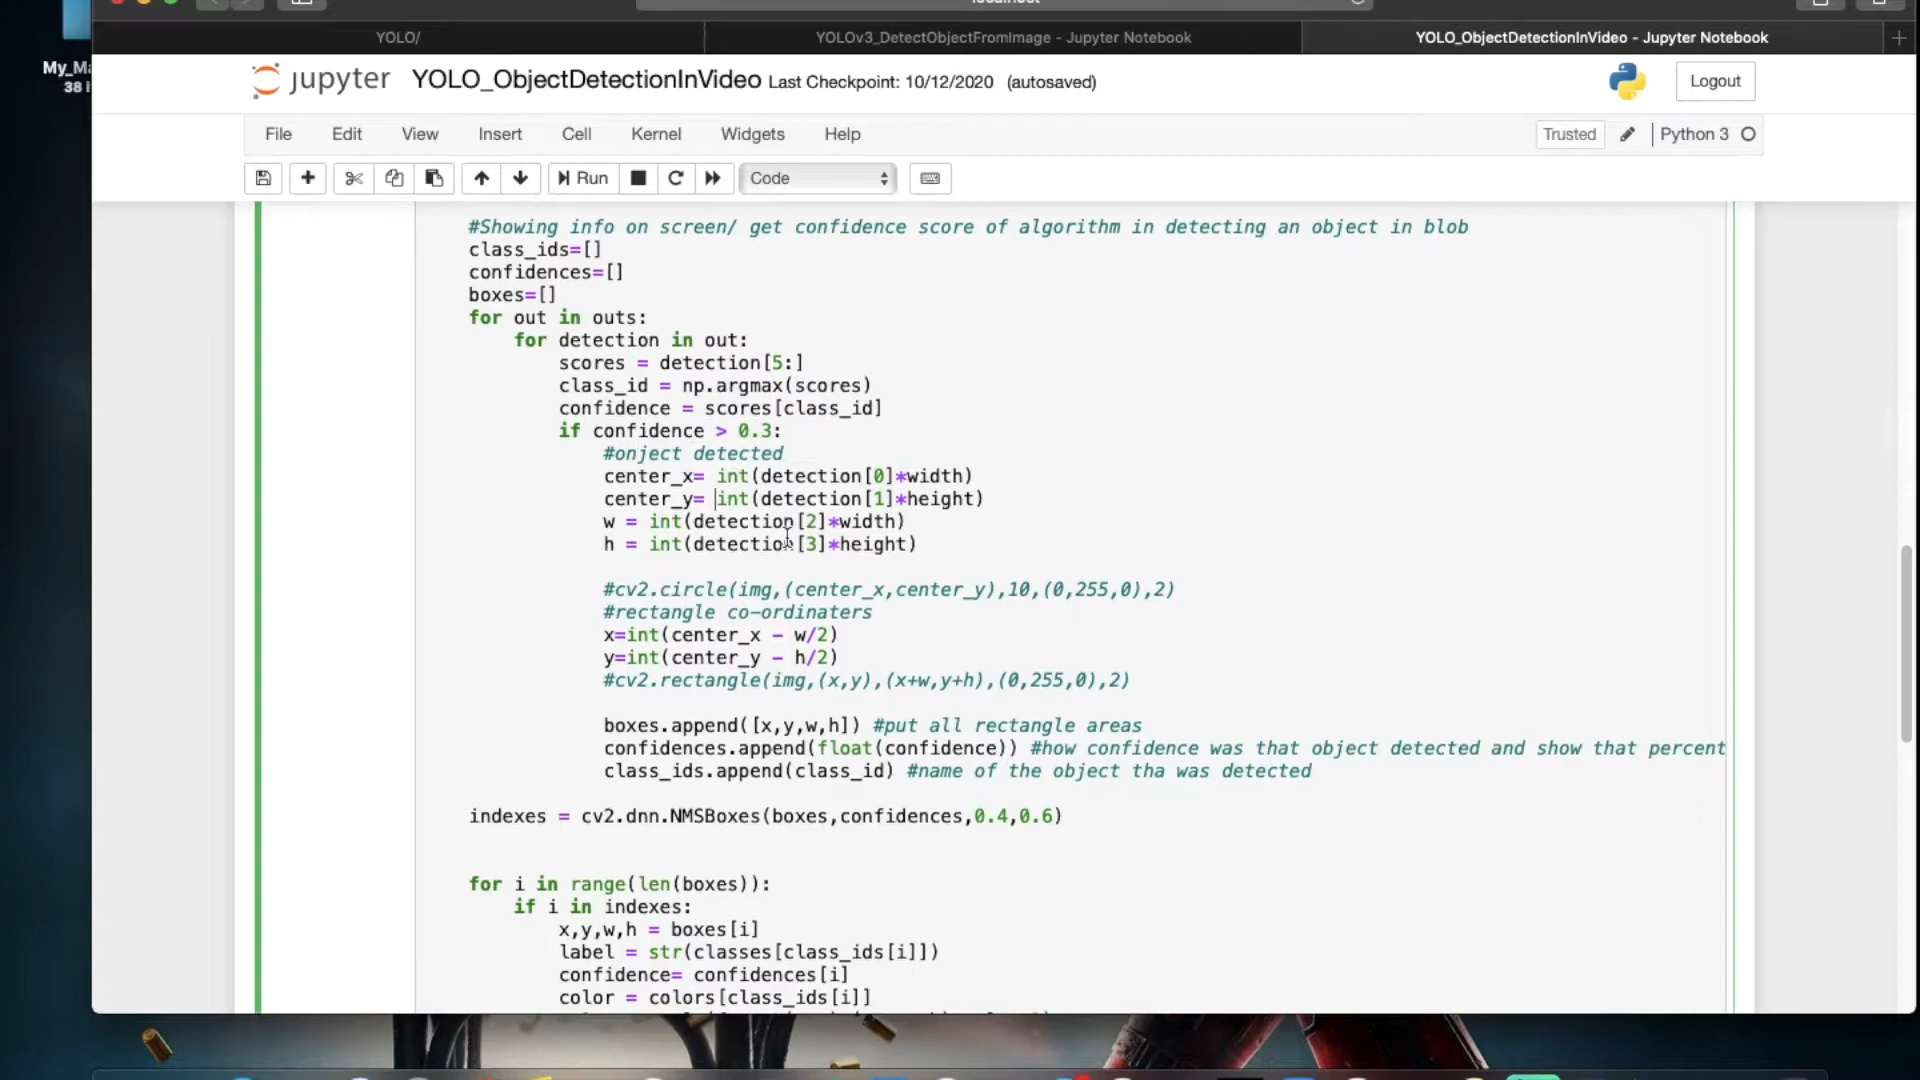 localhost
YOLO/
YOLOv3_DetectObjectFromImage - Jupyter Notebook
YOLO_ObjectDetectionInVideo - Jupyter Notebook
My_Ma
38 i
jupyter YOLO_ObjectDetectionInVideo Last Checkpoint: 10/12/2020 (autosaved)
Logout
File Edit View Insert Cell Kernel Widgets Help
Trusted Python 3
Run Code
#Showing info on screen/ get confidence score of algorithm in detecting an object in blob
class_ids=[]
confidences=[]
boxes=[]
for out in outs:
for detection in out:
scores = detection[5:]
class_id = np.argmax(scores)
confidence = scores[class_id]
if confidence > 0.3:
#onject detected
center_x= int(detection[0]*width)
center_y= int(detection[1]*height)
w = int(detection[2]*width)
h = int(detection[3]*height)
#cv2.circle(img,(center_x,center_y),10,(0,255,0),2)
#rectangle co-ordinaters
x=int(center_x - w/2)
y=int(center_y - h/2)
#cv2.rectangle(img,(x,y),(x+w,y+h),(0,255,0),2)
boxes.append([x,y,w,h]) #put all rectangle areas
confidences.append(float(confidence)) #how confidence was that object detected and show that percent
class_ids.append(class_id) #name of the object tha was detected
indexes = cv2.dnn.NMSBoxes(boxes,confidences,0.4,0.6)
for i in range(len(boxes)):
if i in indexes:
x,y,w,h = boxes[i]
label = str(classes[class_ids[i]])
confidence= confidences[i]
color = colors[class_ids[i]]